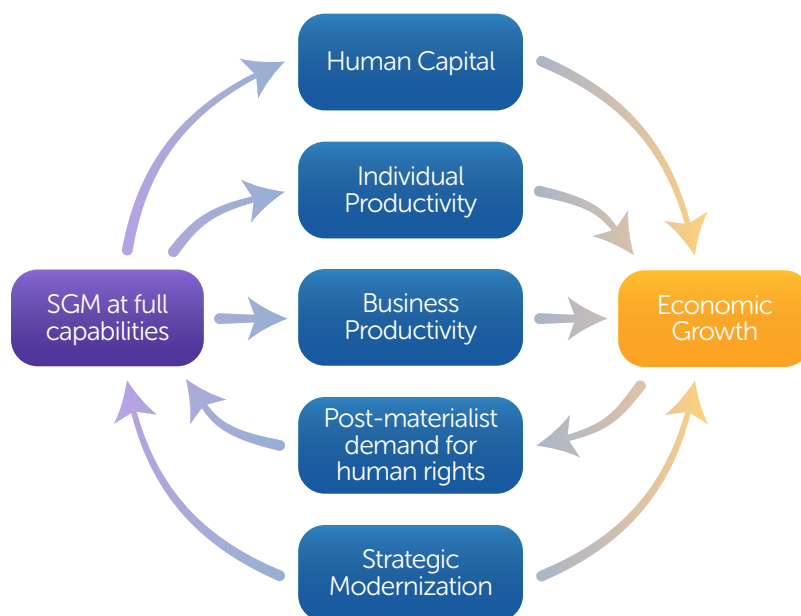 Human Capital
Individual
Productivity
SGM at full
capabilities
Business
Productivity
Economic
Growth
Post-materialist
demand for
human rights
Strategic
Modernization